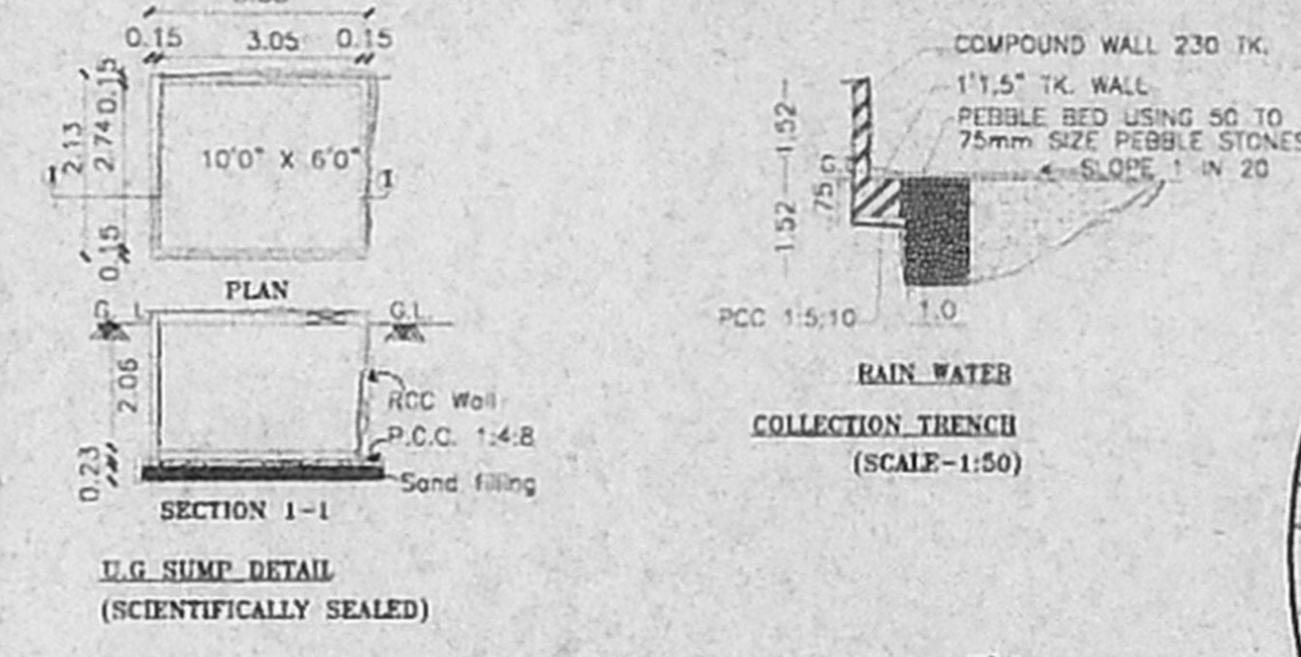 0.15 3.05 0.15
0.15
2.74
2.13
0.15
10'0" X 6'0"
1 1
PLAN
G.L G.L.
2.06
0.23
RCC Wall
P.C.C. 1:4:8
Sand filling
SECTION 1-1
U.G SUMP DETAIL
(SCIENTIFICALLY SEALED)
COMPOUND WALL 230 TK.
1'1.5" TK. WALL
PEBBLE BED USING 50 TO
75mm SIZE PEBBLE STONES
SLOPE 1 IN 20
1.52
1.52
.75
PCC 1:5:10
1.0
RAIN WATER
COLLECTION TRENCH
(SCALE-1:50)